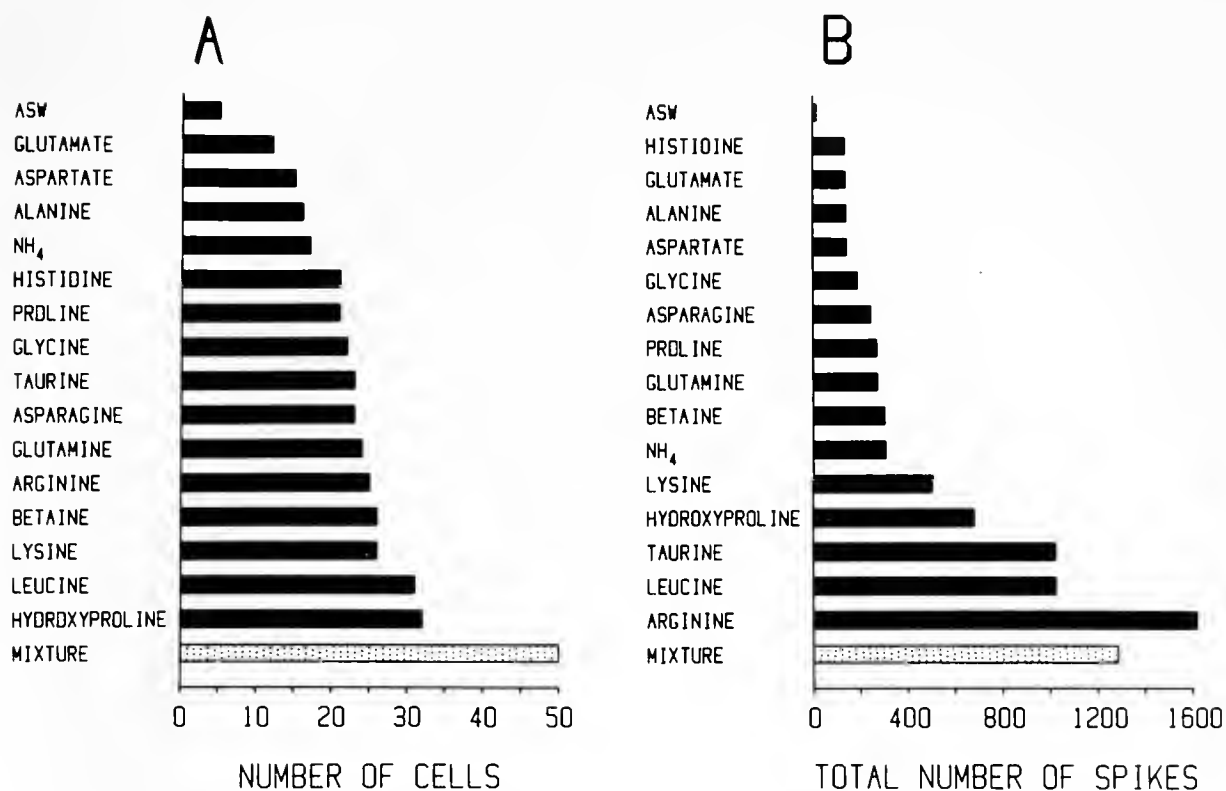 A
ASW
GLUTAMATE
ASPARTATE
ALANINE
NH4
HISTIDINE
PROLINE
GLYCINE
TAURINE
ASPARAGINE
GLUTAMINE
ARGININE
BETAINE
LYSINE
LEUCINE
HYDROXYPROLINE
MIXTURE
0 10 20 30 40 50
NUMBER OF CELLS
B
ASW
HISTIDINE
GLUTAMATE
ALANINE
ASPARTATE
GLYCINE
ASPARAGINE
PROLINE
GLUTAMINE
BETAINE
NH4
LYSINE
HYDROXYPROLINE
TAURINE
LEUCINE
ARGININE
MIXTURE
0 400 800 1200 1600
TOTAL NUMBER OF SPIKES